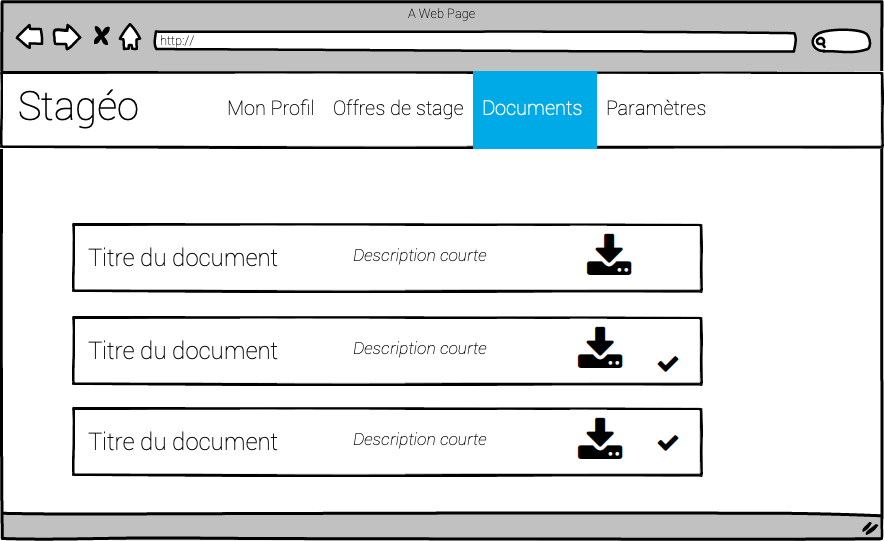 A Web Page
http://
Stagéo
Mon Profil Offres de stage Documents Paramètres
Titre du document Description courte
Titre du document Description courte
Titre du document Description courte